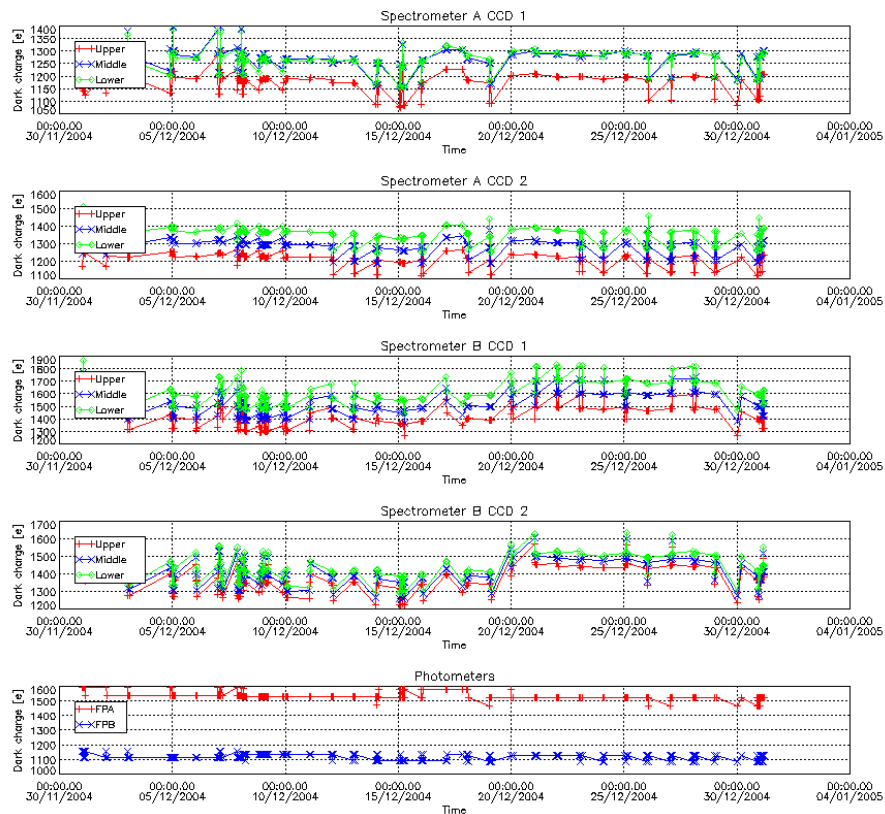 Spectrometer A CCD 1
Dark charge [e]
1400
1300
1200
1100
1050
Upper
Middle
Lower
00:00.00 00:00.00 00:00.00 00:00.00 00:00.00 00:00.00 00:00.00 00:00.00
30/11/2004 05/12/2004 10/12/2004 15/12/2004 20/12/2004 25/12/2004 30/12/2004 04/01/2005
Time
Spectrometer A CCD 2
Dark charge [e]
1600
1500
1400
1300
1200
1100
Upper
Middle
Lower
00:00.00 00:00.00 00:00.00 00:00.00 00:00.00 00:00.00 00:00.00 00:00.00
30/11/2004 05/12/2004 10/12/2004 15/12/2004 20/12/2004 25/12/2004 30/12/2004 04/01/2005
Time
Spectrometer B CCD 1
Dark charge [e]
1900
1800
1700
1600
1500
1400
1300
1200
Upper
Middle
Lower
00:00.00 00:00.00 00:00.00 00:00.00 00:00.00 00:00.00 00:00.00 00:00.00
30/11/2004 05/12/2004 10/12/2004 15/12/2004 20/12/2004 25/12/2004 30/12/2004 04/01/2005
Time
Spectrometer B CCD 2
Dark charge [e]
1700
1600
1500
1400
1300
1200
Upper
Middle
Lower
00:00.00 00:00.00 00:00.00 00:00.00 00:00.00 00:00.00 00:00.00 00:00.00
30/11/2004 05/12/2004 10/12/2004 15/12/2004 20/12/2004 25/12/2004 30/12/2004 04/01/2005
Time
Photometers
Dark charge [e]
1600
1500
1400
1300
1200
1100
1000
FPA
FPB
00:00.00 00:00.00 00:00.00 00:00.00 00:00.00 00:00.00 00:00.00 00:00.00
30/11/2004 05/12/2004 10/12/2004 15/12/2004 20/12/2004 25/12/2004 30/12/2004 04/01/2005
Time